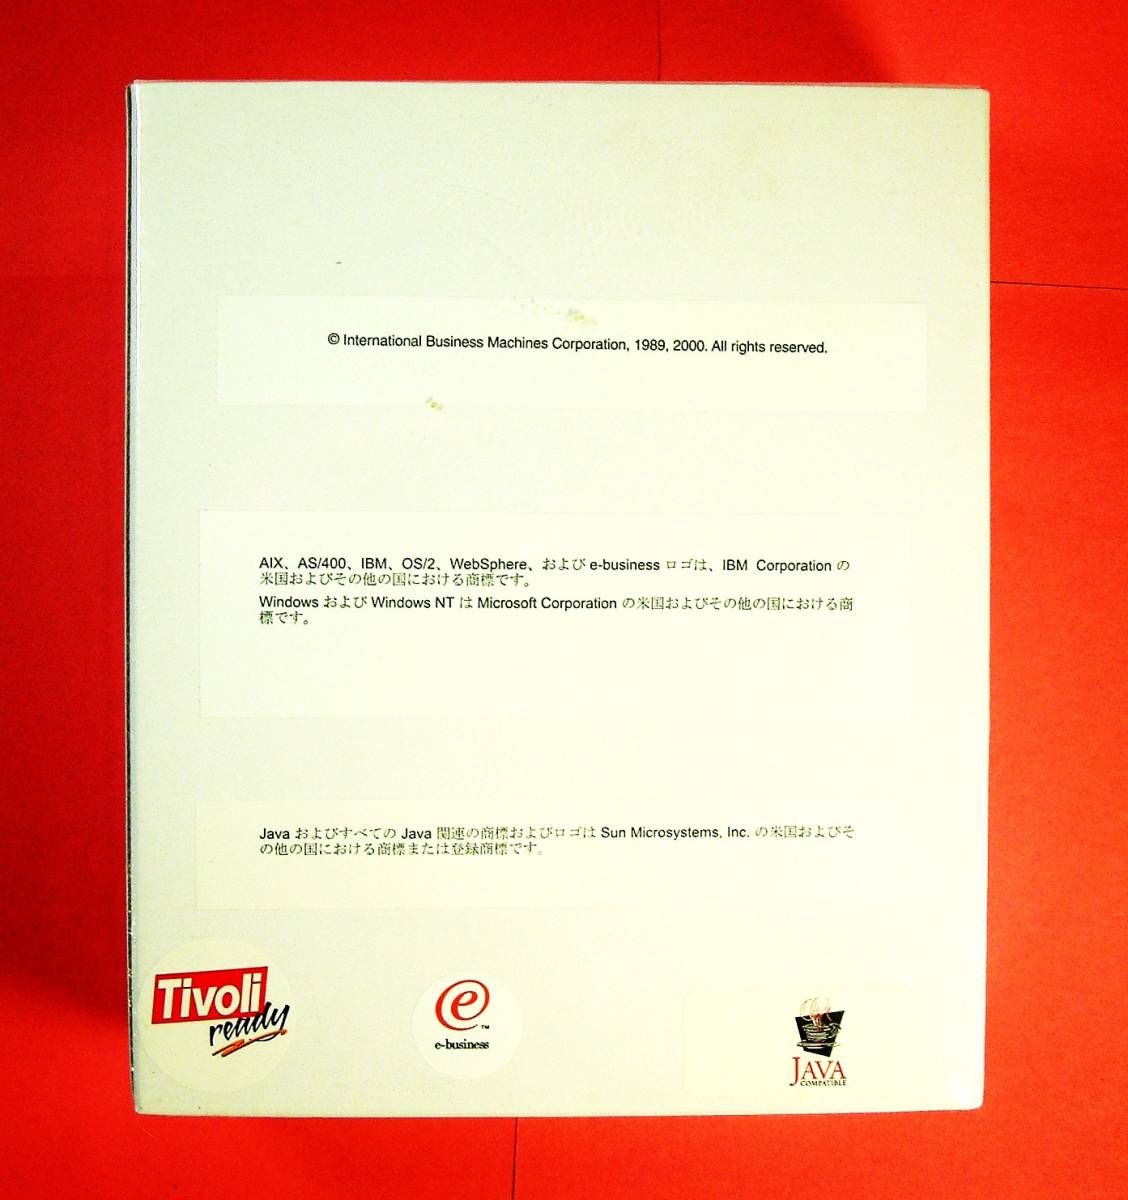 © International Business Machines Corporation, 1989, 2000. All rights reserved.
AIX、AS/400、IBM、OS/2、WebSphere、および e-business ロゴは、IBM Corporation の
米国およびその他の国における商標です。
Windows および Windows NT は Microsoft Corporation の米国およびその他の国における商
標です。
Java およびすべての Java 関連の商標およびロゴは Sun Microsystems, Inc. の米国およびそ
の他の国における商標または登録商標です。
Tivoli
ready
e ™
e-business
JAVA
COMPATIBLE